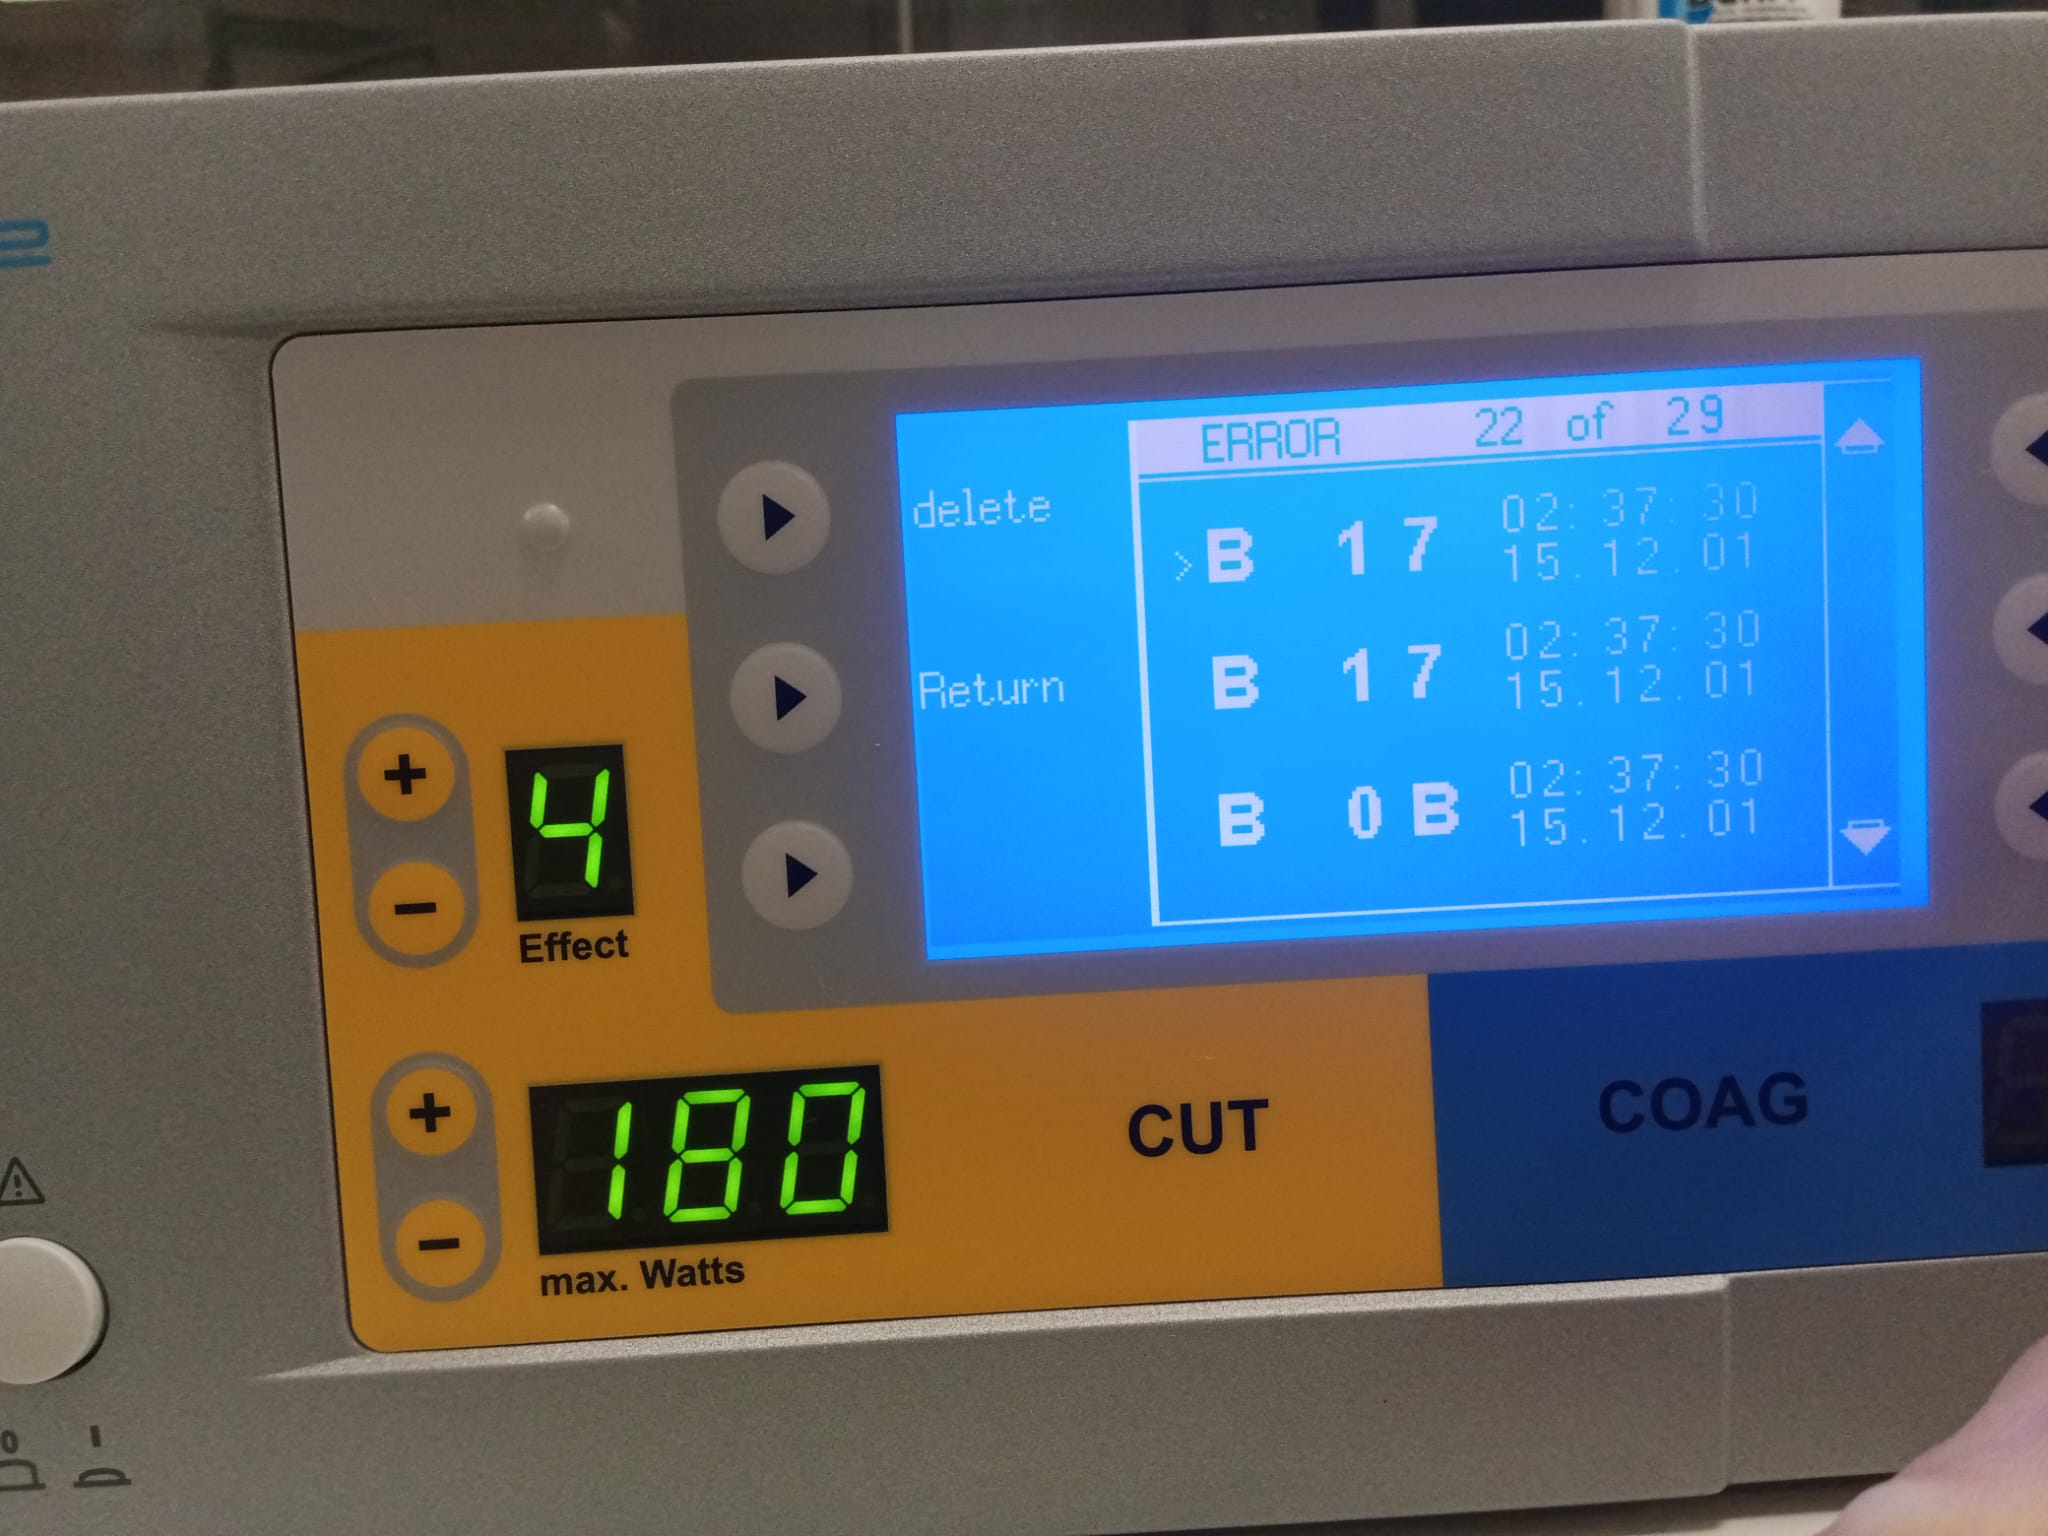 ERROR 22 of 29
delete
>B 17 02:37:30
15.12.01
Return
B 17 02:37:30
15.12.01
B 0B 02:37:30
15.12.01
4
Effect
180
max. Watts
CUT
COAG
0 I